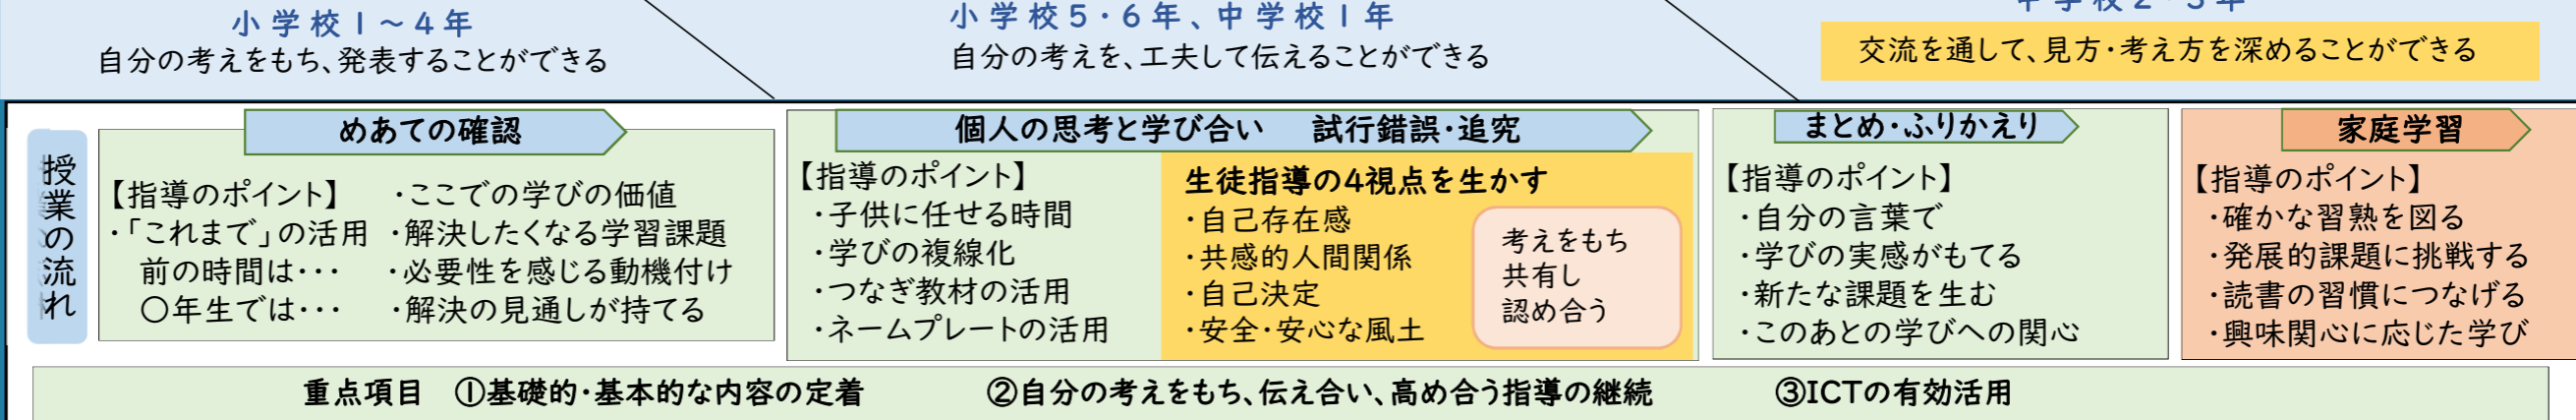 小学校1～4年
自分の考えをもち、発表することができる
小学校5・6年、中学校1年
自分の考えを、工夫して伝えることができる
中学校2・3年
交流を通して、見方・考え方を深めることができる
授業の流れ
めあての確認
【指導のポイント】
・「これまで」の活用
前の時間は・・・
〇年生では・・・
・ここでの学びの価値
・解決したくなる学習課題
・必要性を感じる動機付け
・解決の見通しが持てる
個人の思考と学び合い　試行錯誤・追究
【指導のポイント】
・子供に任せる時間
・学びの複線化
・つなぎ教材の活用
・ネームプレートの活用
生徒指導の4視点を生かす
・自己存在感
・共感的人間関係
・自己決定
・安全・安心な風土
考えをもち
共有し
認め合う
まとめ・ふりかえり
【指導のポイント】
・自分の言葉で
・学びの実感がもてる
・新たな課題を生む
・このあとの学びへの関心
家庭学習
【指導のポイント】
・確かな習熟を図る
・発展的課題に挑戦する
・読書の習慣につなげる
・興味関心に応じた学び
重点項目　①基礎的・基本的な内容の定着　②自分の考えをもち、伝え合い、高め合う指導の継続　③ICTの有効活用